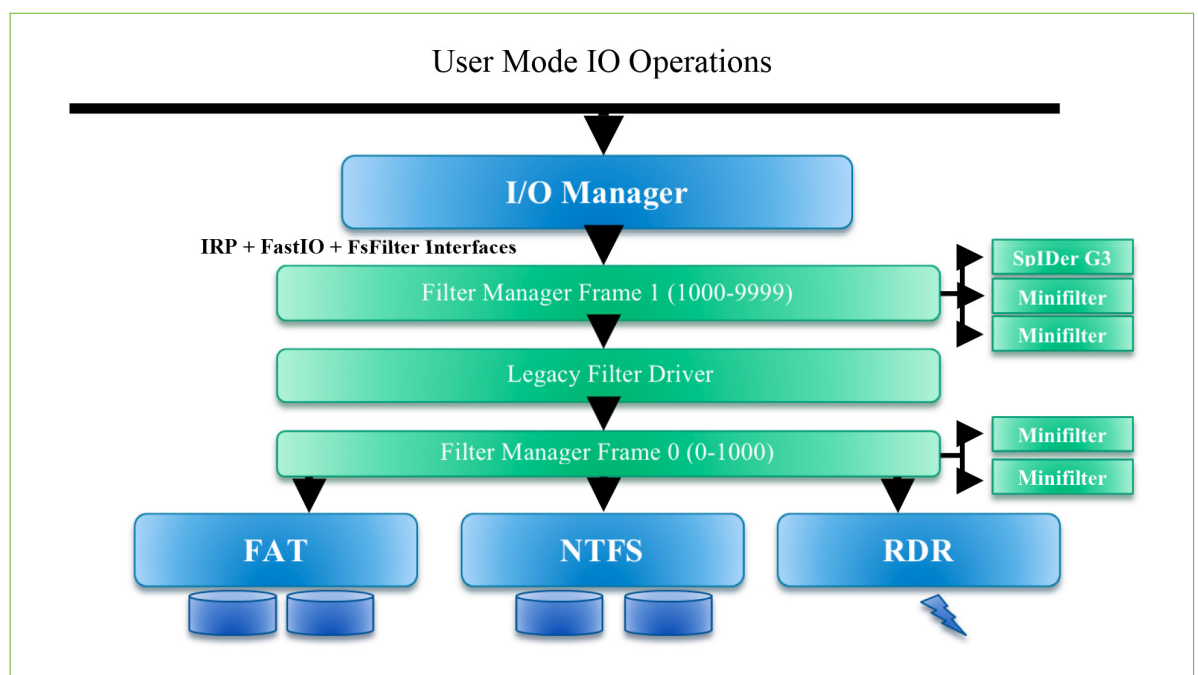 User Mode IO Operations
I/O Manager
IRP + FastIO + FsFilter Interfaces
SpIDer G3
Filter Manager Frame 1 (1000-9999)
Minifilter
Minifilter
Legacy Filter Driver
Minifilter
Filter Manager Frame 0 (0-1000)
Minifilter
FAT
NTFS
RDR